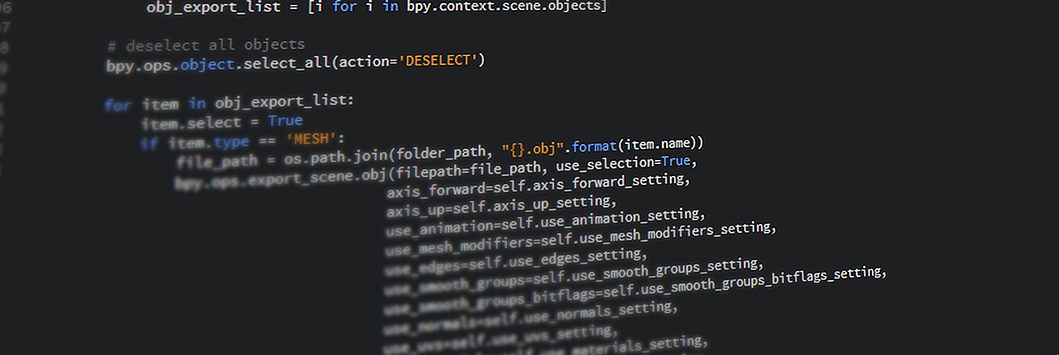 obj_export_list = [i for i in bpy.context.scene.objects]
# deselect all objects
bpy.ops.object.select_all(action='DESELECT')
for item in obj_export_list:
item.select = True
if item.type == 'MESH':
file_path = os.path.join(folder_path, "{}.obj".format(item.name))
bpy.ops.export_scene.obj(filepath=file_path, use_selection=True,
axis_forward=self.axis_forward_setting,
axis_up=self.axis_up_setting,
use_animation=self.use_animation_setting,
use_mesh_modifiers=self.use_mesh_modifiers_setting,
use_edges=self.use_edges_setting,
use_smooth_groups=self.use_smooth_groups_setting,
use_smooth_groups_bitflags=self.use_smooth_groups_bitflags_setting,
use_normals=self.use_normals_setting,
use_uvs=self.use_uvs_setting,